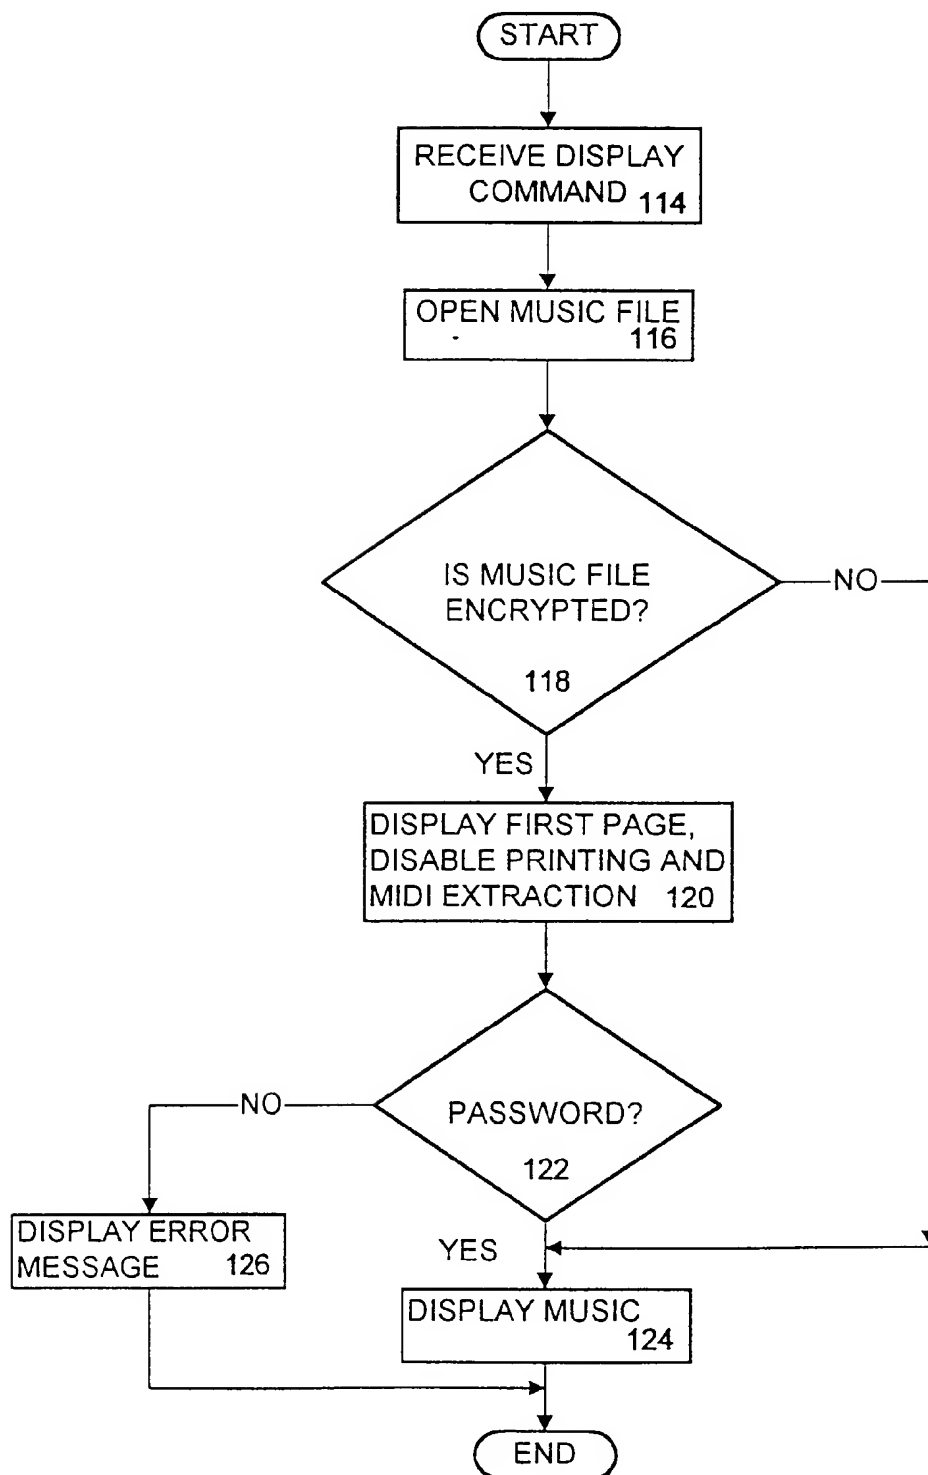 START
RECEIVE DISPLAY
COMMAND 114
OPEN MUSIC FILE
116
IS MUSIC FILE
ENCRYPTED?
NO
118
YES
DISPLAY FIRST PAGE,
DISABLE PRINTING AND
MIDI EXTRACTION 120
NO
PASSWORD?
122
DISPLAY ERROR
MESSAGE 126
YES
DISPLAY MUSIC
124
END